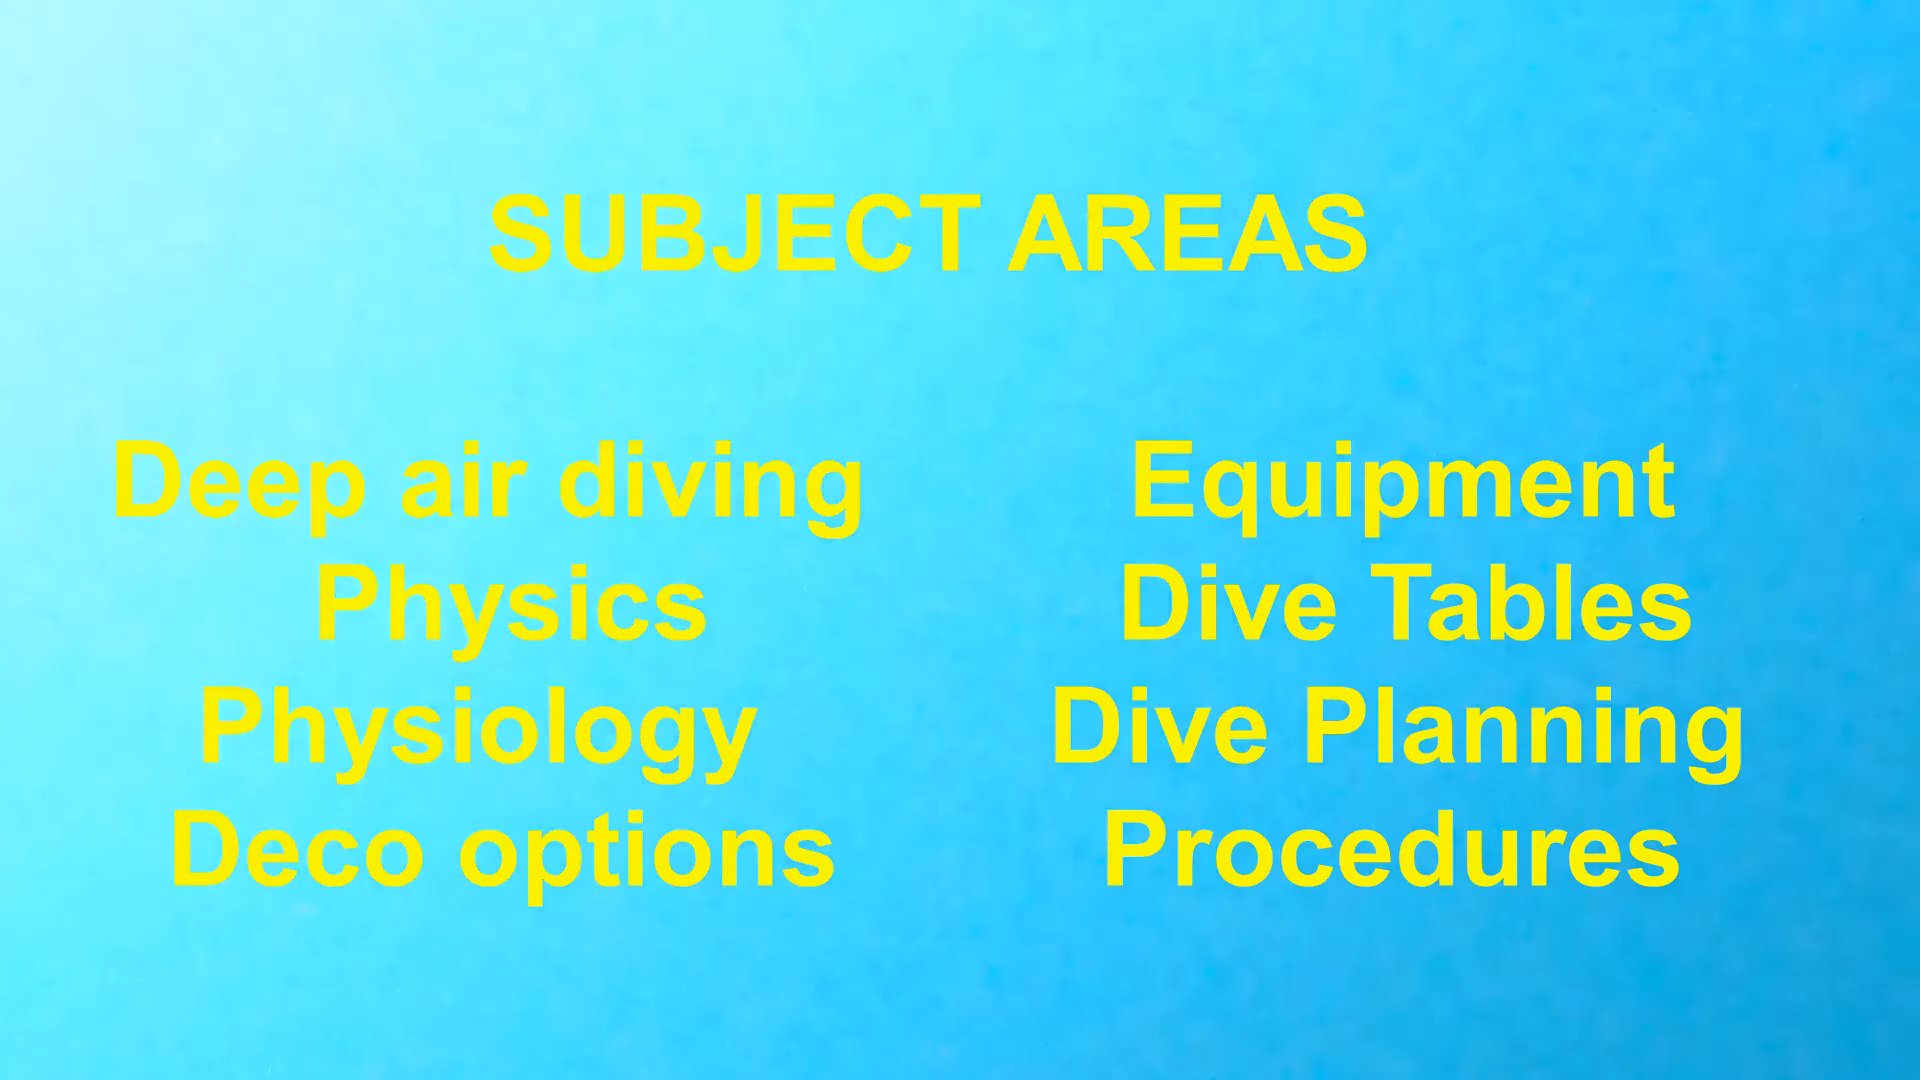 SUBJECT AREAS
Deep air diving
Physics
Physiology
Deco options
Equipment
Dive Tables
Dive Planning
Procedures